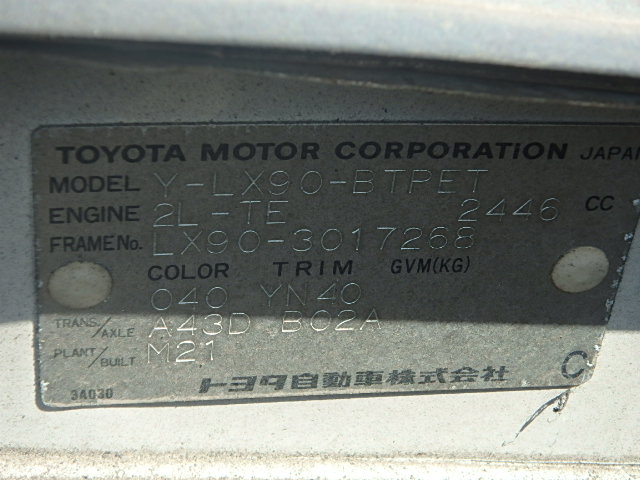 TOYOTA MOTOR CORPORATION JAPAN
MODEL Y-LX90-BTPET
ENGINE 2L-TE 2446 CC
FRAME No. LX90-3017268
COLOR TRIM GVM(KG)
040 YN40
TRANS/AXLE A43D B02A
PLANT/BUILT M21
34030 トヨタ自動車株式会社 C